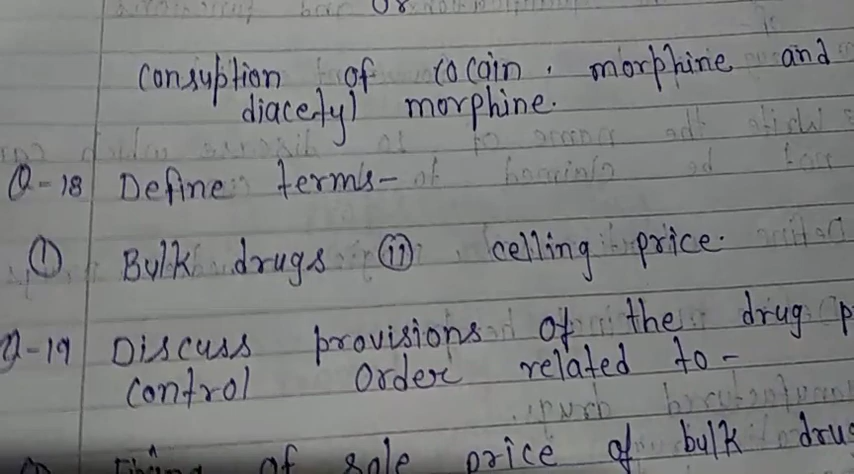 consuption of cocain, morphine and
diacetyl morphine.
Q-18 Define terms-
(i) Bulk drugs (ii) celling price.
Q-19 Discuss provisions of the drug p
control order related to-
of sale price of bulk drug